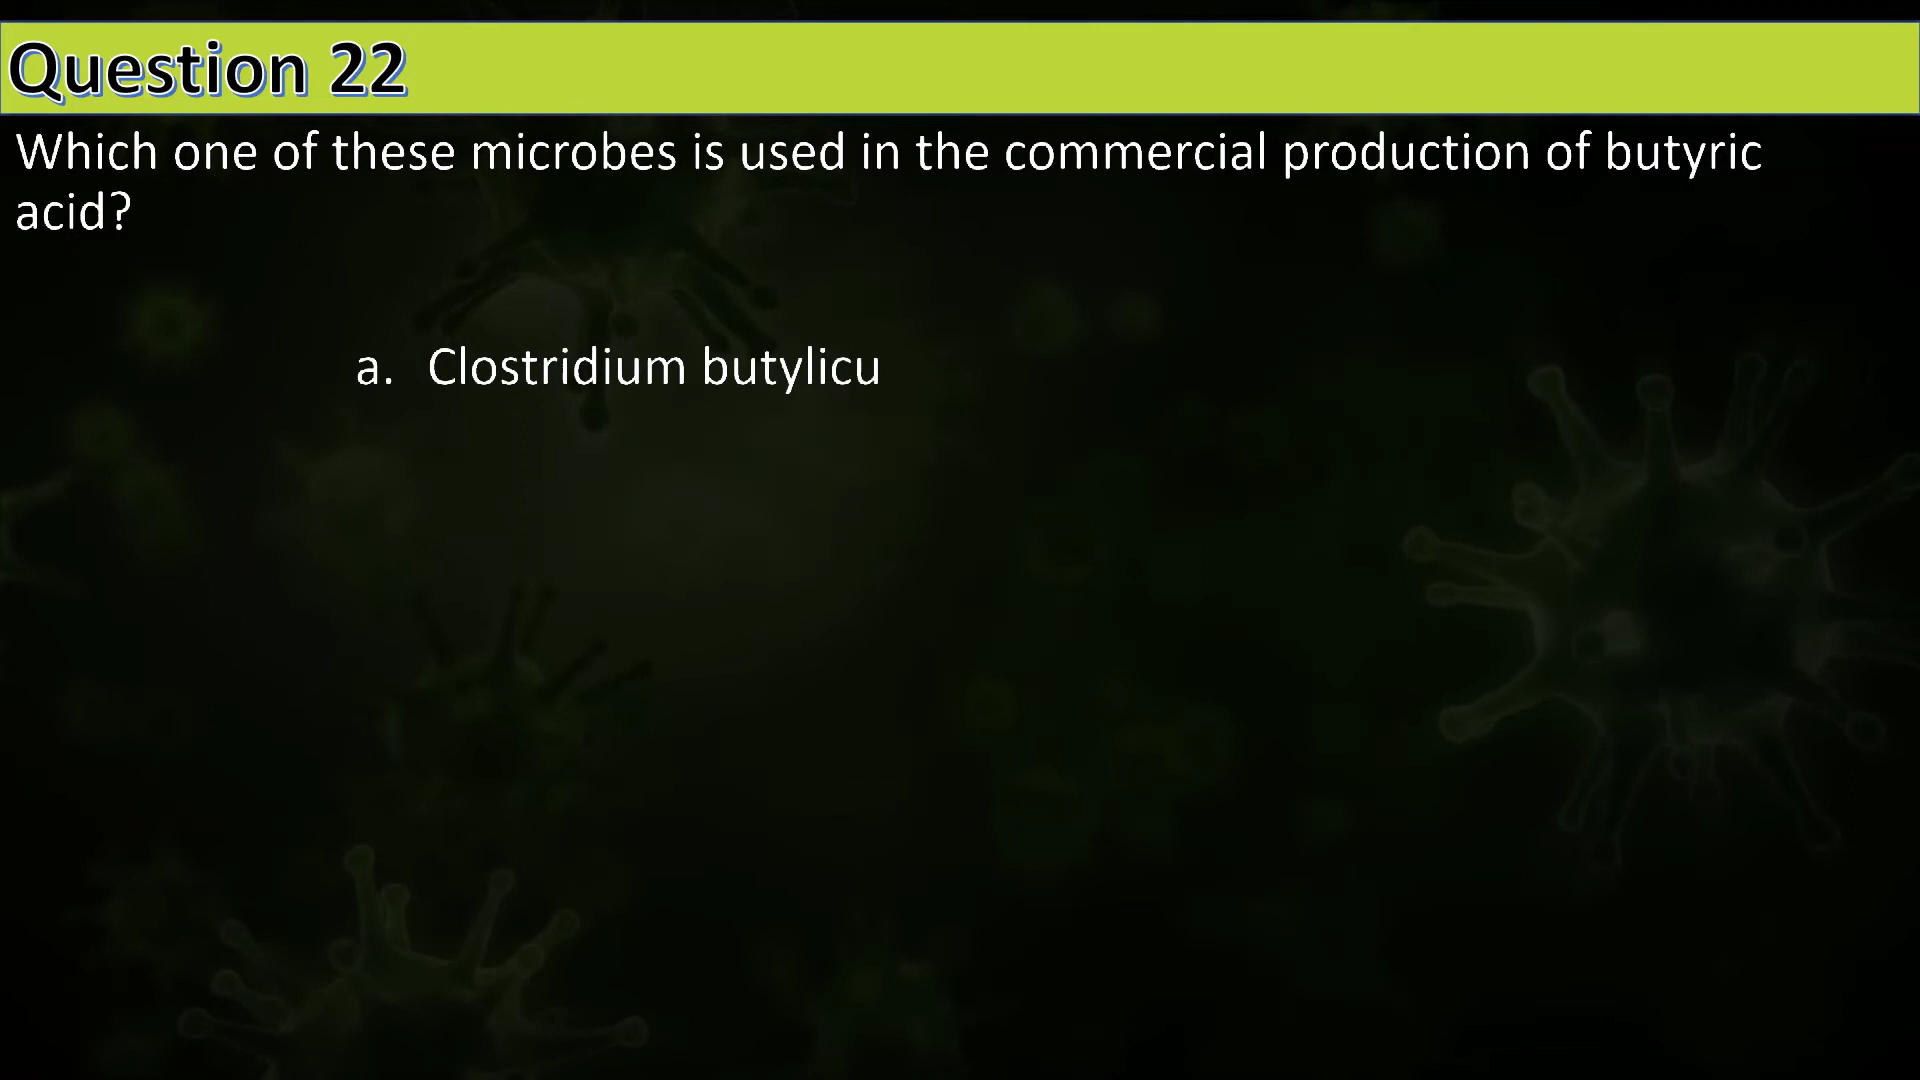 Question 22
Which one of these microbes is used in the commercial production of butyric
acid?
a. Clostridium butylicu